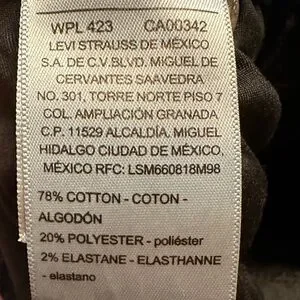 WPL 423 CA00342
LEVI STRAUSS DE MÉXICO
S.A. DE C.V.BLVD. MIGUEL DE
CERVANTES SAAVEDRA
NO. 301, TORRE NORTE PISO 7
COL. AMPLIACIÓN GRANADA
C.P. 11529 ALCALDÍA. MIGUEL
HIDALGO CIUDAD DE MÉXICO,
MÉXICO RFC: LSM660818M98
78% COTTON - COTON -
ALGODÓN
20% POLYESTER - poliéster
2% ELASTANE - ELASTHANNE
- elastano